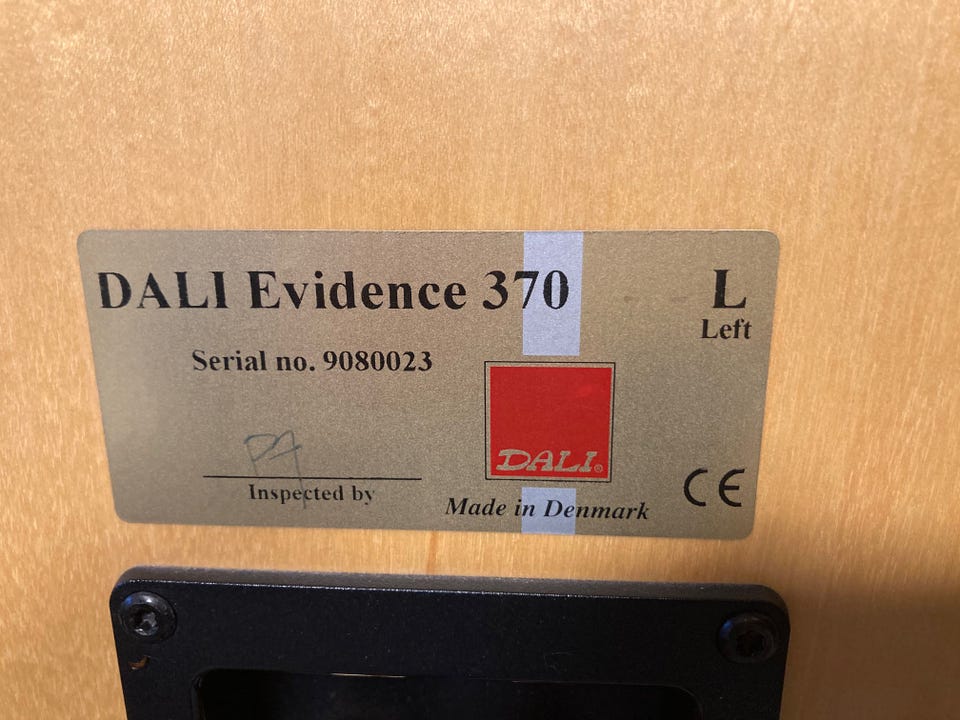 DALI Evidence 370
L
Left
Serial no. 9080023
DALI®
Inspected by
Made in Denmark
CE